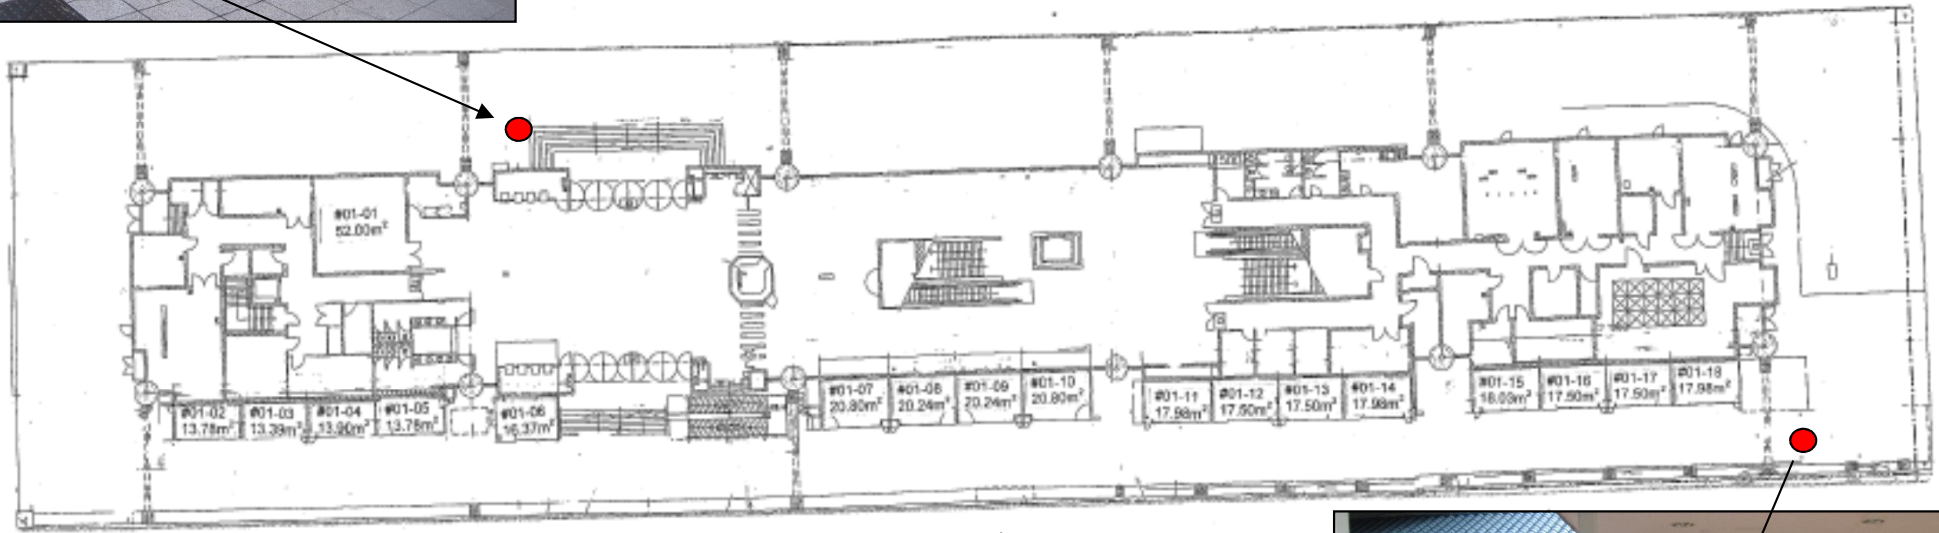 #01-01
52.00m²
#01-02
13.78m²
#01-03
13.39m²
#01-04
13.90m²
#01-05
13.78m²
#01-06
16.37m²
#01-07
20.80m²
#01-08
20.24m²
#01-09
20.24m²
#01-10
20.80m²
#01-11
17.98m²
#01-12
17.50m²
#01-13
17.50m²
#01-14
17.98m²
#01-15
18.03m²
#01-16
17.50m²
#01-17
17.50m²
#01-18
17.98m²